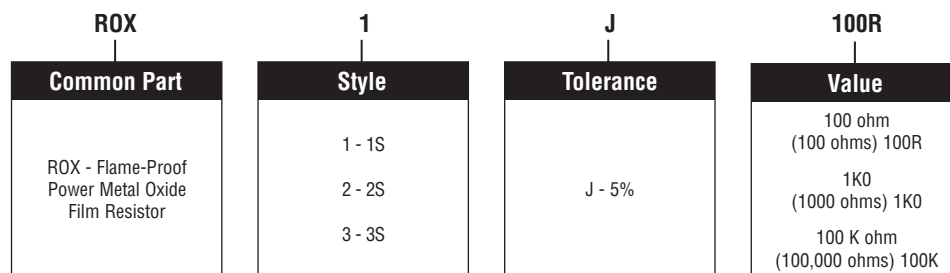 ROX 1 J 100R
Common Part Style Tolerance Value
ROX - Flame-Proof
Power Metal Oxide
Film Resistor
1 - 1S
2 - 2S
3 - 3S
J - 5%
100 ohm
(100 ohms) 100R
1K0
(1000 ohms) 1K0
100 K ohm
(100,000 ohms) 100K